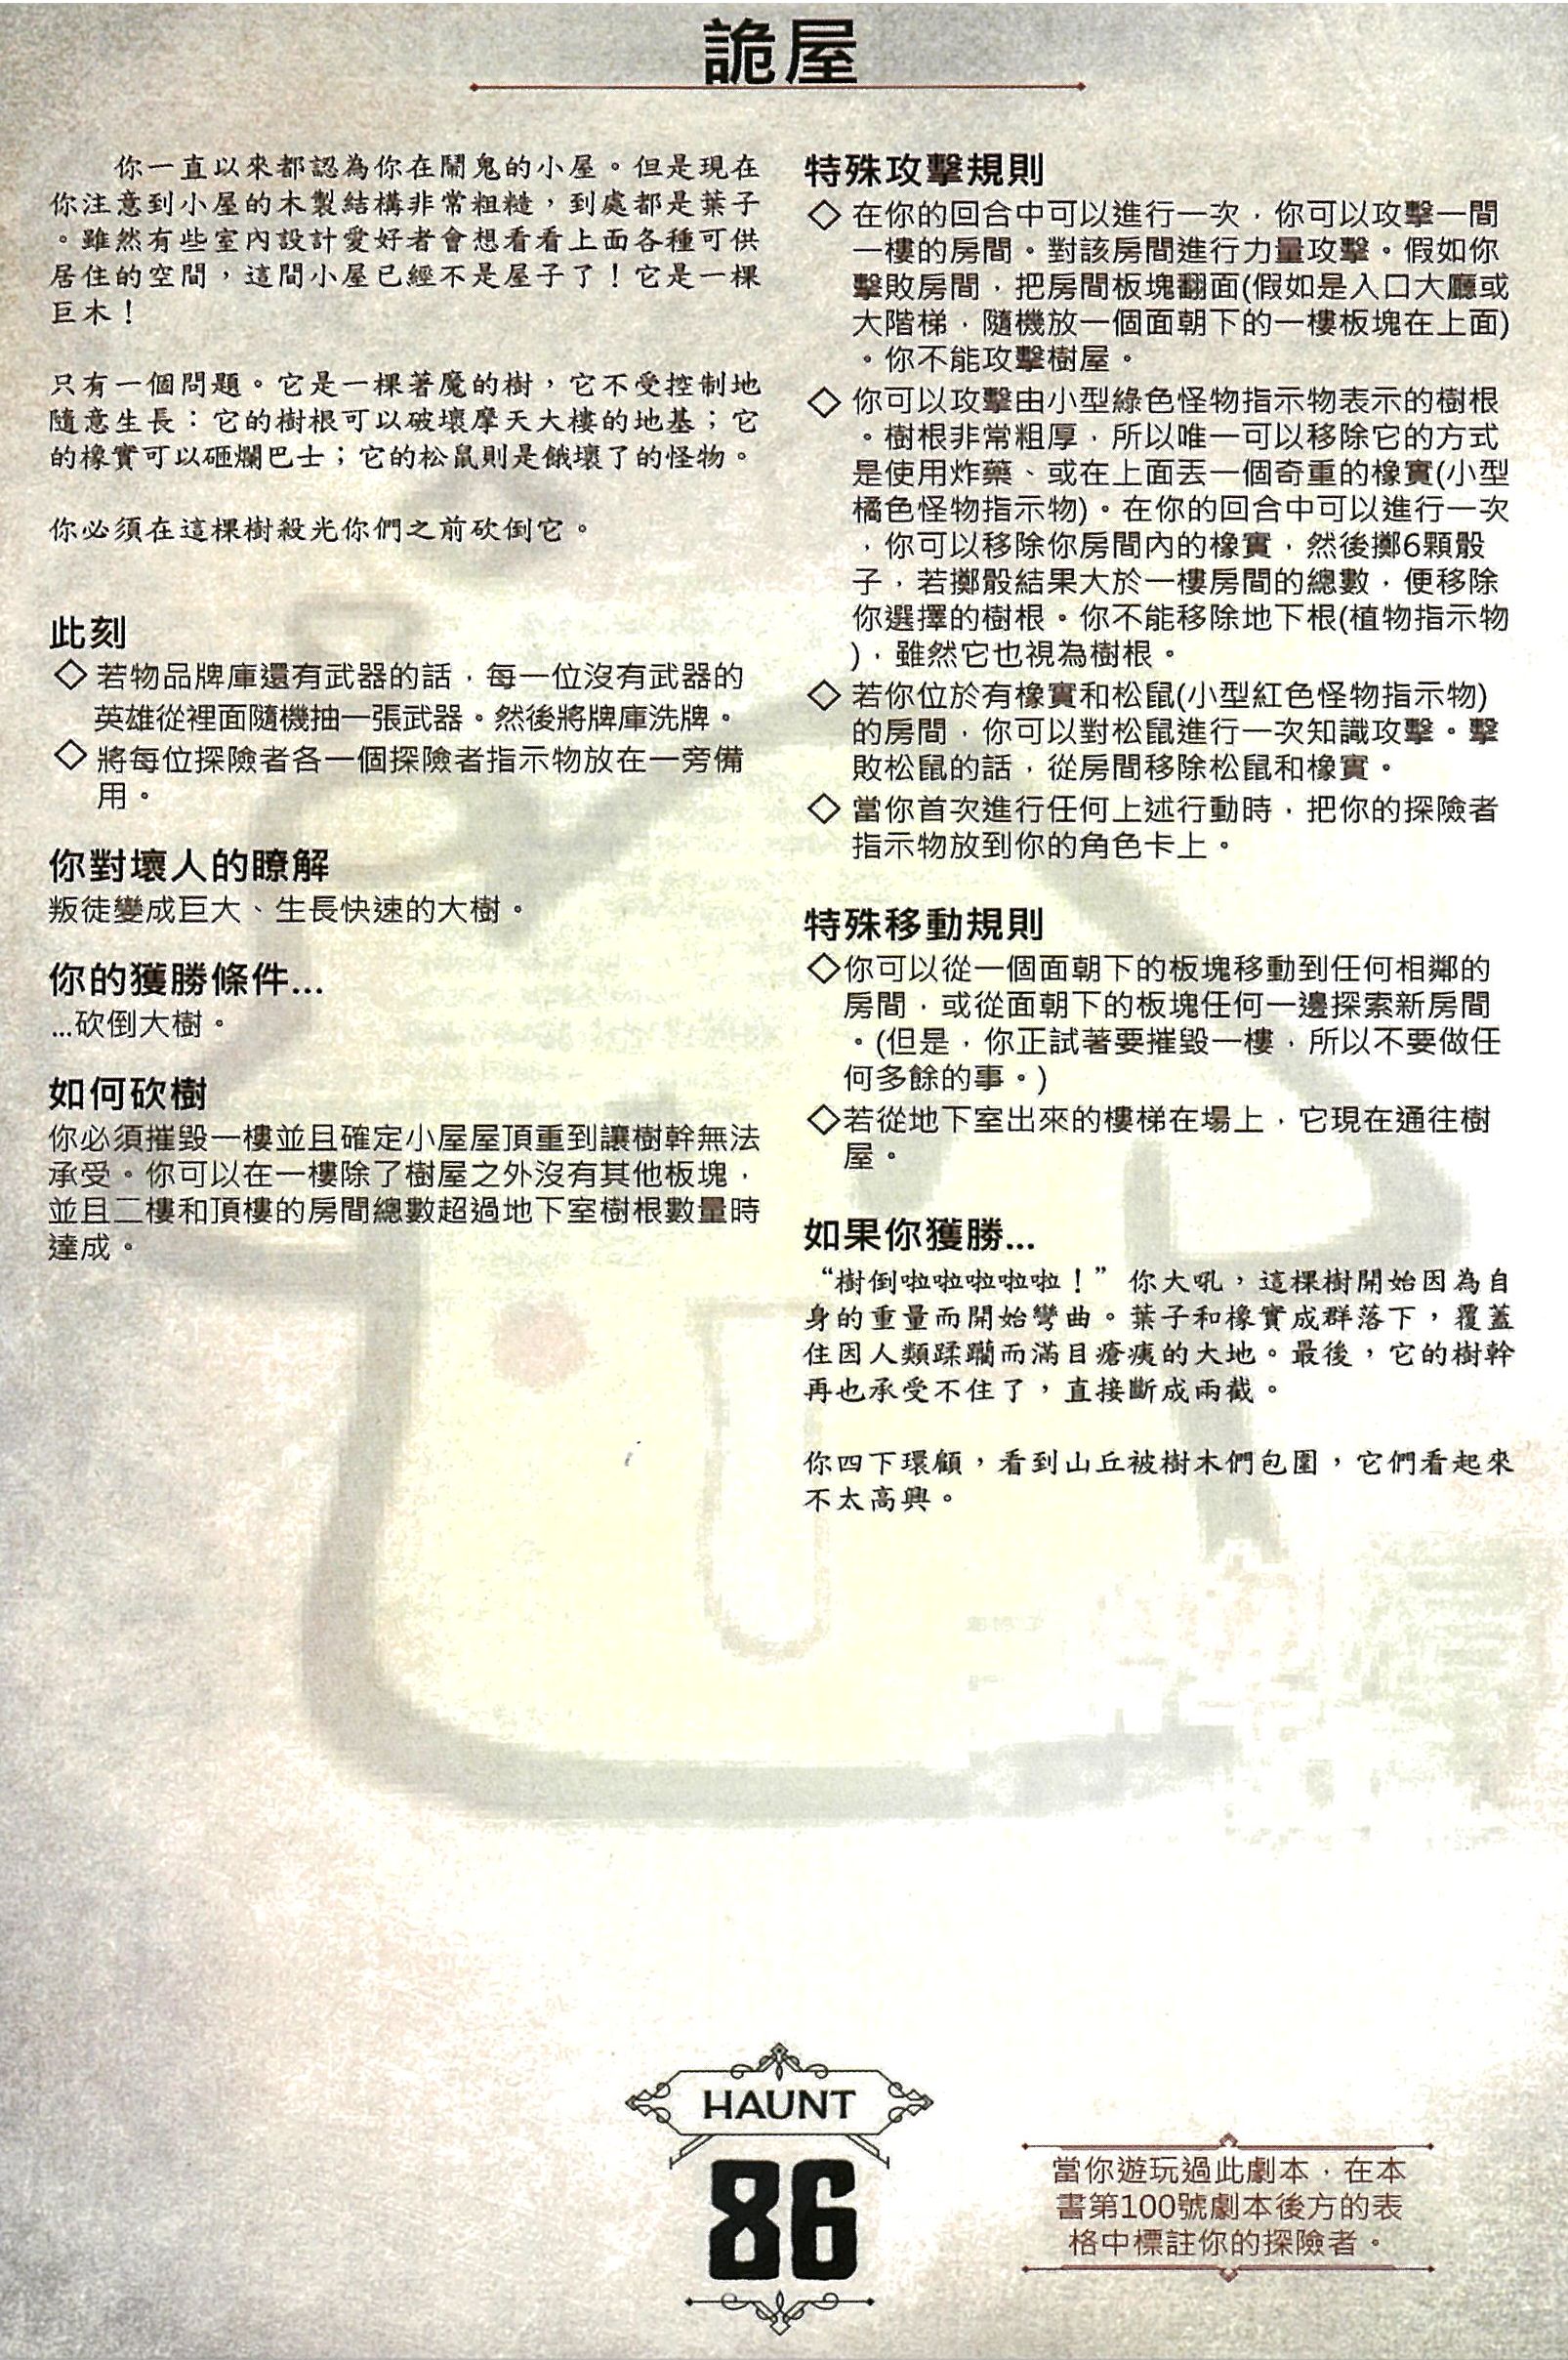 詭屋
你一直以來都認為你在鬧鬼的小屋。但是現在
你注意到小屋的木製結構非常粗糙，到處都是葉子
。雖然有些室內設計愛好者會想看看上面各種可供
居住的空間，這間小屋已經不是屋子了！它是一棵
巨木！
只有一個問題。它是一棵著魔的樹，它不受控制地
隨意生長：它的樹根可以破壞摩天大樓的地基；它
的橡實可以砸爛巴士；它的松鼠則是餓壞了的怪物。
你必須在這棵樹殺光你們之前砍倒它。
此刻
◇ 若物品牌庫還有武器的話，每一位沒有武器的
英雄從裡面隨機抽一張武器。然後將牌庫洗牌。
◇ 將每位探險者各一個探險者指示物放在一旁備
用。
你對壞人的瞭解
叛徒變成巨大、生長快速的大樹。
你的獲勝條件...
...砍倒大樹。
如何砍樹
你必須摧毀一樓並且確定小屋屋頂重到讓樹幹無法
承受。你可以在一樓除了樹屋之外沒有其他板塊，
並且二樓和頂樓的房間總數超過地下室樹根數量時
達成。
特殊攻擊規則
◇ 在你的回合中可以進行一次，你可以攻擊一間
一樓的房間。對該房間進行力量攻擊。假如你
擊敗房間，把房間板塊翻面(假如是入口大廳或
大階梯，隨機放一個面朝下的一樓板塊在上面)
。你不能攻擊樹屋。
◇ 你可以攻擊由小型綠色怪物指示物表示的樹根
。樹根非常粗厚，所以唯一可以移除它的方式
是使用炸藥、或在上面丟一個奇重的橡實(小型
橘色怪物指示物)。在你的回合中可以進行一次
，你可以移除你房間內的橡實，然後擲6顆骰
子，若擲骰結果大於一樓房間的總數，便移除
你選擇的樹根。你不能移除地下根(植物指示物
)，雖然它也視為樹根。
◇ 若你位於有橡實和松鼠(小型紅色怪物指示物)
的房間，你可以對松鼠進行一次知識攻擊。擊
敗松鼠的話，從房間移除松鼠和橡實。
◇ 當你首次進行任何上述行動時，把你的探險者
指示物放到你的角色卡上。
特殊移動規則
◇你可以從一個面朝下的板塊移動到任何相鄰的
房間，或從面朝下的板塊任何一邊探索新房間
。(但是，你正試著要摧毀一樓，所以不要做任
何多餘的事。)
◇若從地下室出來的樓梯在場上，它現在通往樹
屋。
如果你獲勝...
“樹倒啦啦啦啦啦！”你大吼，這棵樹開始因為自
身的重量而開始彎曲。葉子和橡實成群落下，覆蓋
住因人類蹂躪而滿目瘡痍的大地。最後，它的樹幹
再也承受不住了，直接斷成兩截。
你四下環顧，看到山丘被樹木們包圍，它們看起來
不太高興。
HAUNT
86
當你遊玩過此劇本，在本
書第100號劇本後方的表
格中標註你的探險者。